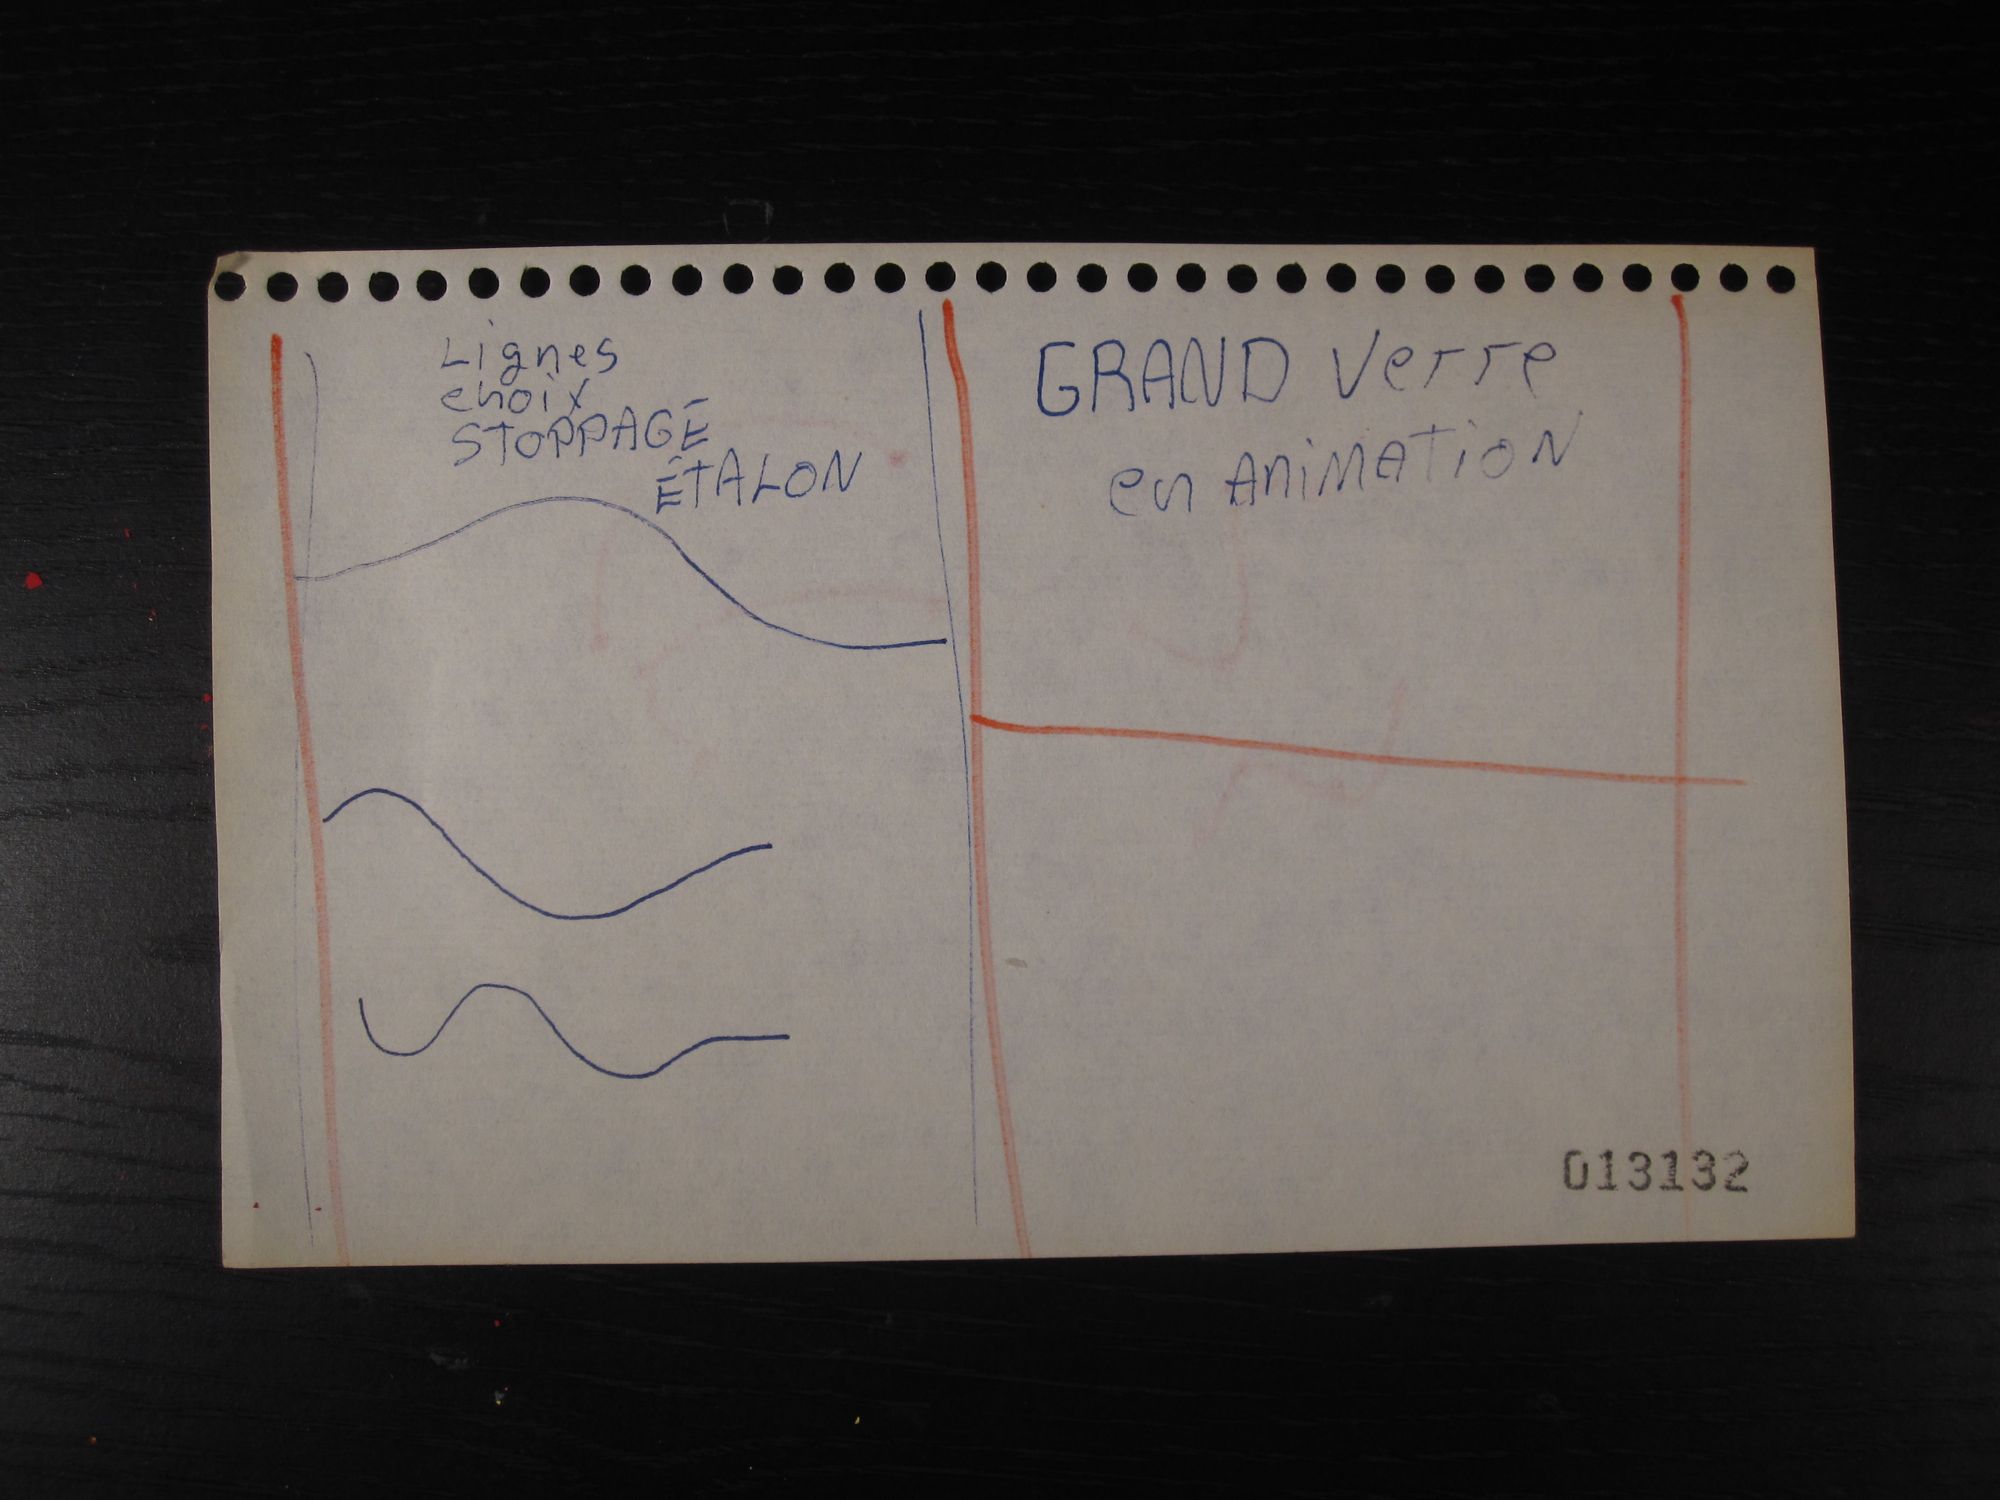 Lignes
choix
STOPPAGE
ÉTALON
GRAND Verre
en ANiMATiON
013132